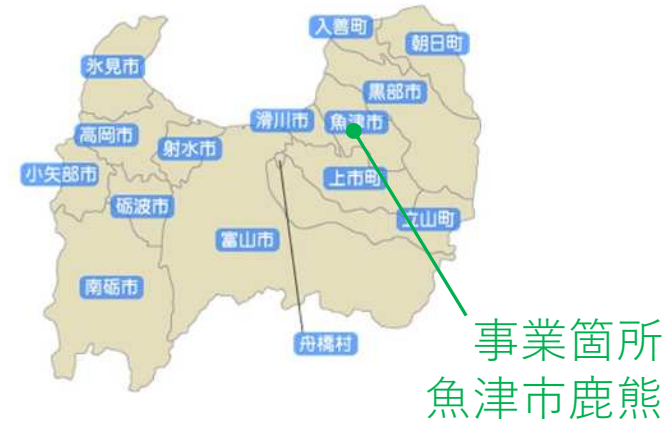 入善町
朝日町
氷見市
黒部市
滑川市
魚津市
高岡市
射水市
小矢部市
上市町
砺波市
立山町
富山市
南砺市
舟橋村
事業箇所
魚津市鹿熊